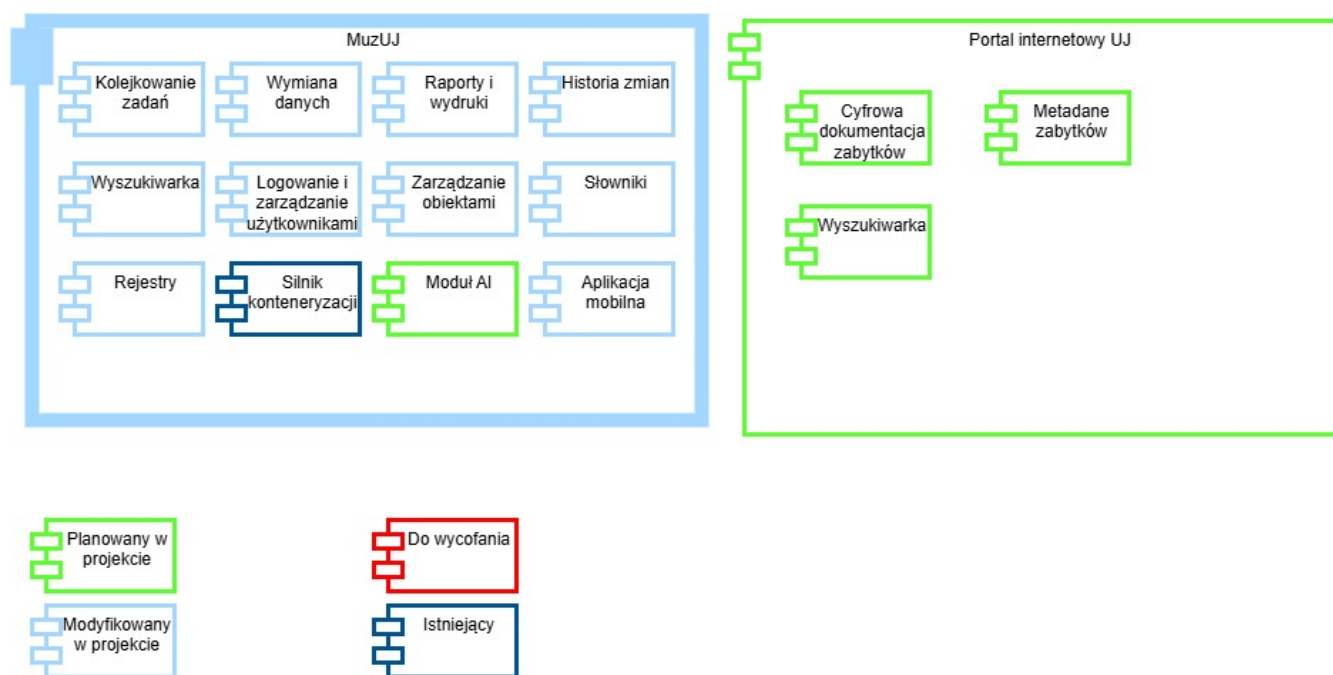 MuzUJ
Kolejkowanie
zadań
Wymiana
danych
Raporty i
wydruki
Historia zmian
Wyszukiwarka
Logowanie i
zarządzanie
użytkownikami
Zarządzanie
obiektami
Słowniki
Rejestry
Silnik
konteneryzacji
Moduł AI
Aplikacja
mobilna
Portal internetowy UJ
Cyfrowa
dokumentacja
zabytków
Metadane
zabytków
Wyszukiwarka
Planowany w
projekcie
Do wycofania
Modyfikowany
w projekcie
Istniejący